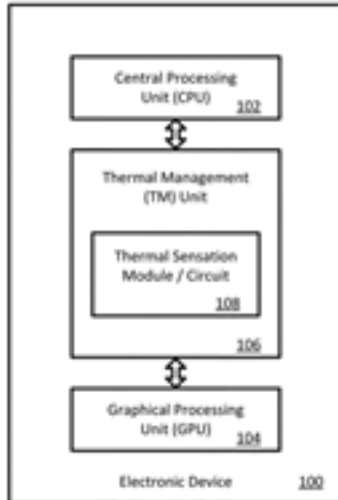 Central Processing
Unit (CPU)
102
Thermal Management
(TM) Unit
Thermal Sensation
Module / Circuit
108
106
Graphical Processing
Unit (GPU)
104
Electronic Device 100